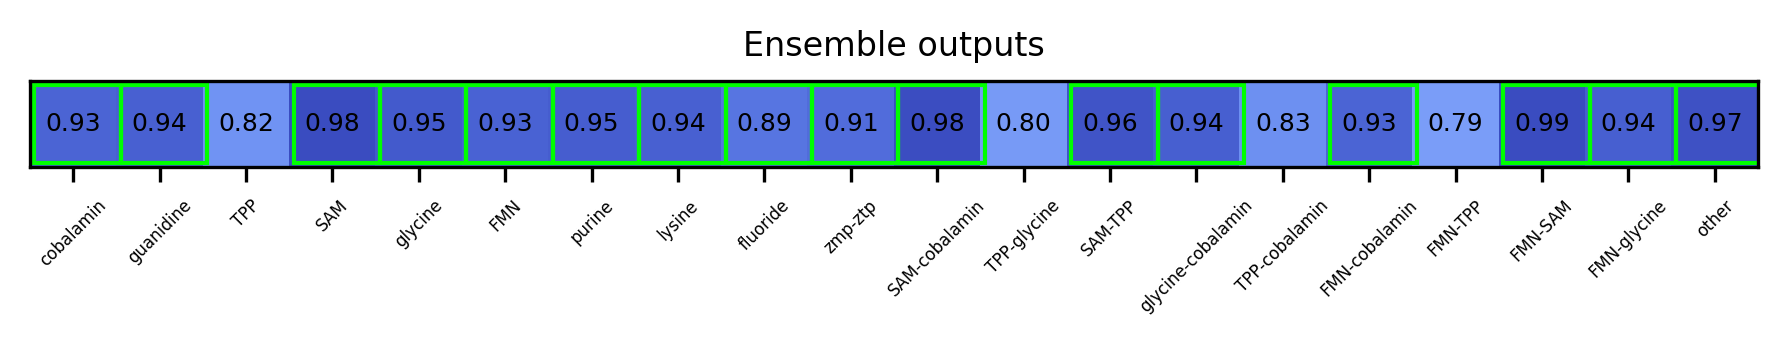 Ensemble outputs
0.93 0.94 0.82 0.98 0.95 0.93 0.95 0.94 0.89 0.91 0.98 0.80 0.96 0.94 0.83 0.93 0.79 0.99 0.94 0.97
cobalamin guanidine TPP SAM glycine FMN purine lysine fluoride zmp-ztp SAM-cobalamin TPP-glycine SAM-TPP glycine-cobalamin TPP-cobalamin FMN-cobalamin FMN-TPP FMN-SAM FMN-glycine other